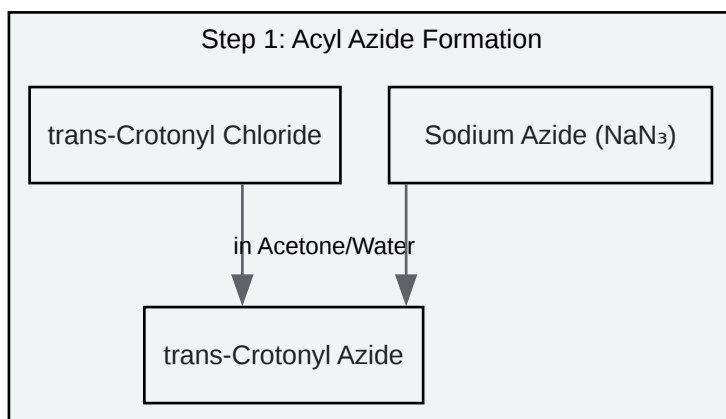 Step 1: Acyl Azide Formation
trans-Crotonyl Chloride
Sodium Azide (NaN₃)
in Acetone/Water
trans-Crotonyl Azide